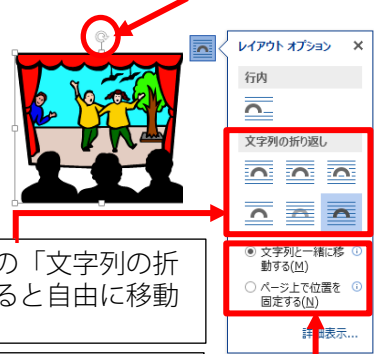 レイアウト オプション ×
行内
文字列の折り返し
文字列と一緒に移
動する(M)
ページ上で位置を
固定する(N)
詳細表示...
の「文字列の折
ると自由に移動